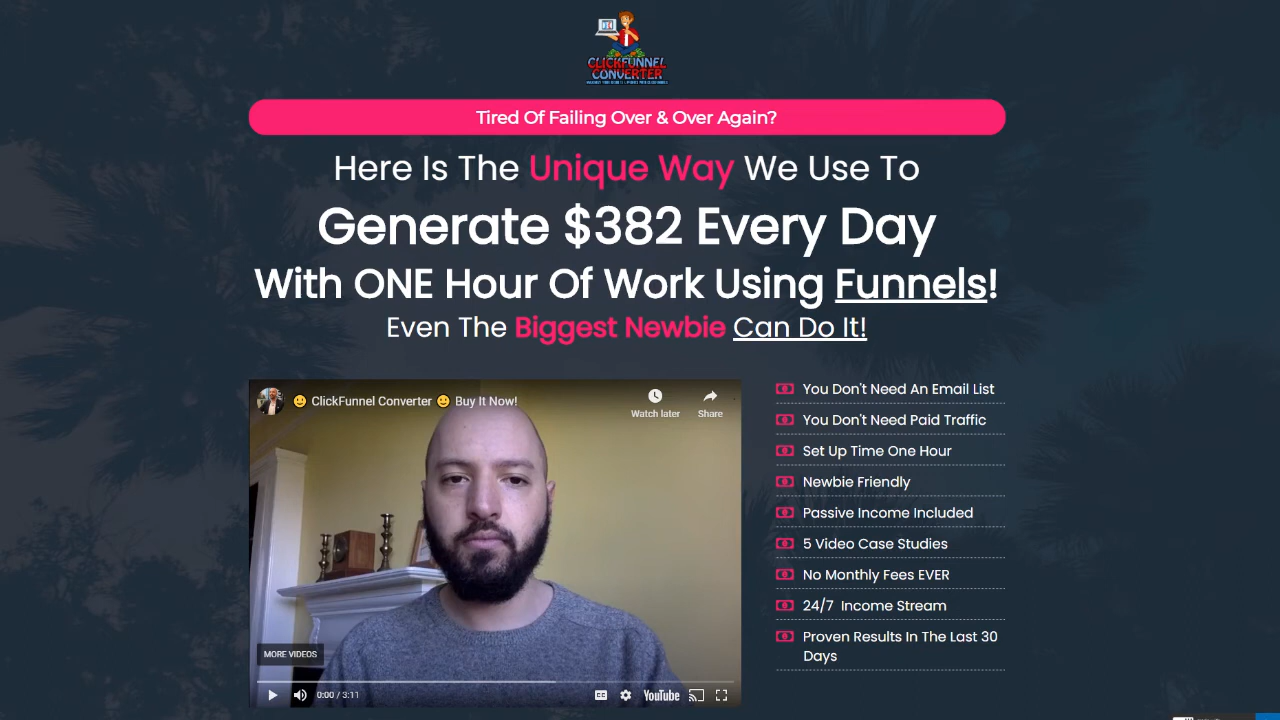 CLICKFUNNEL
CONVERTER
Tired Of Failing Over & Over Again?
Here Is The Unique Way We Use To
Generate $382 Every Day
With ONE Hour Of Work Using Funnels!
Even The Biggest Newbie Can Do It!
ClickFunnel Converter Buy It Now!
Watch later
Share
MORE VIDEOS
0:00 / 3:11
CC
YouTube
You Don't Need An Email List
You Don't Need Paid Traffic
Set Up Time One Hour
Newbie Friendly
Passive Income Included
5 Video Case Studies
No Monthly Fees EVER
24/7 Income Stream
Proven Results In The Last 30
Days